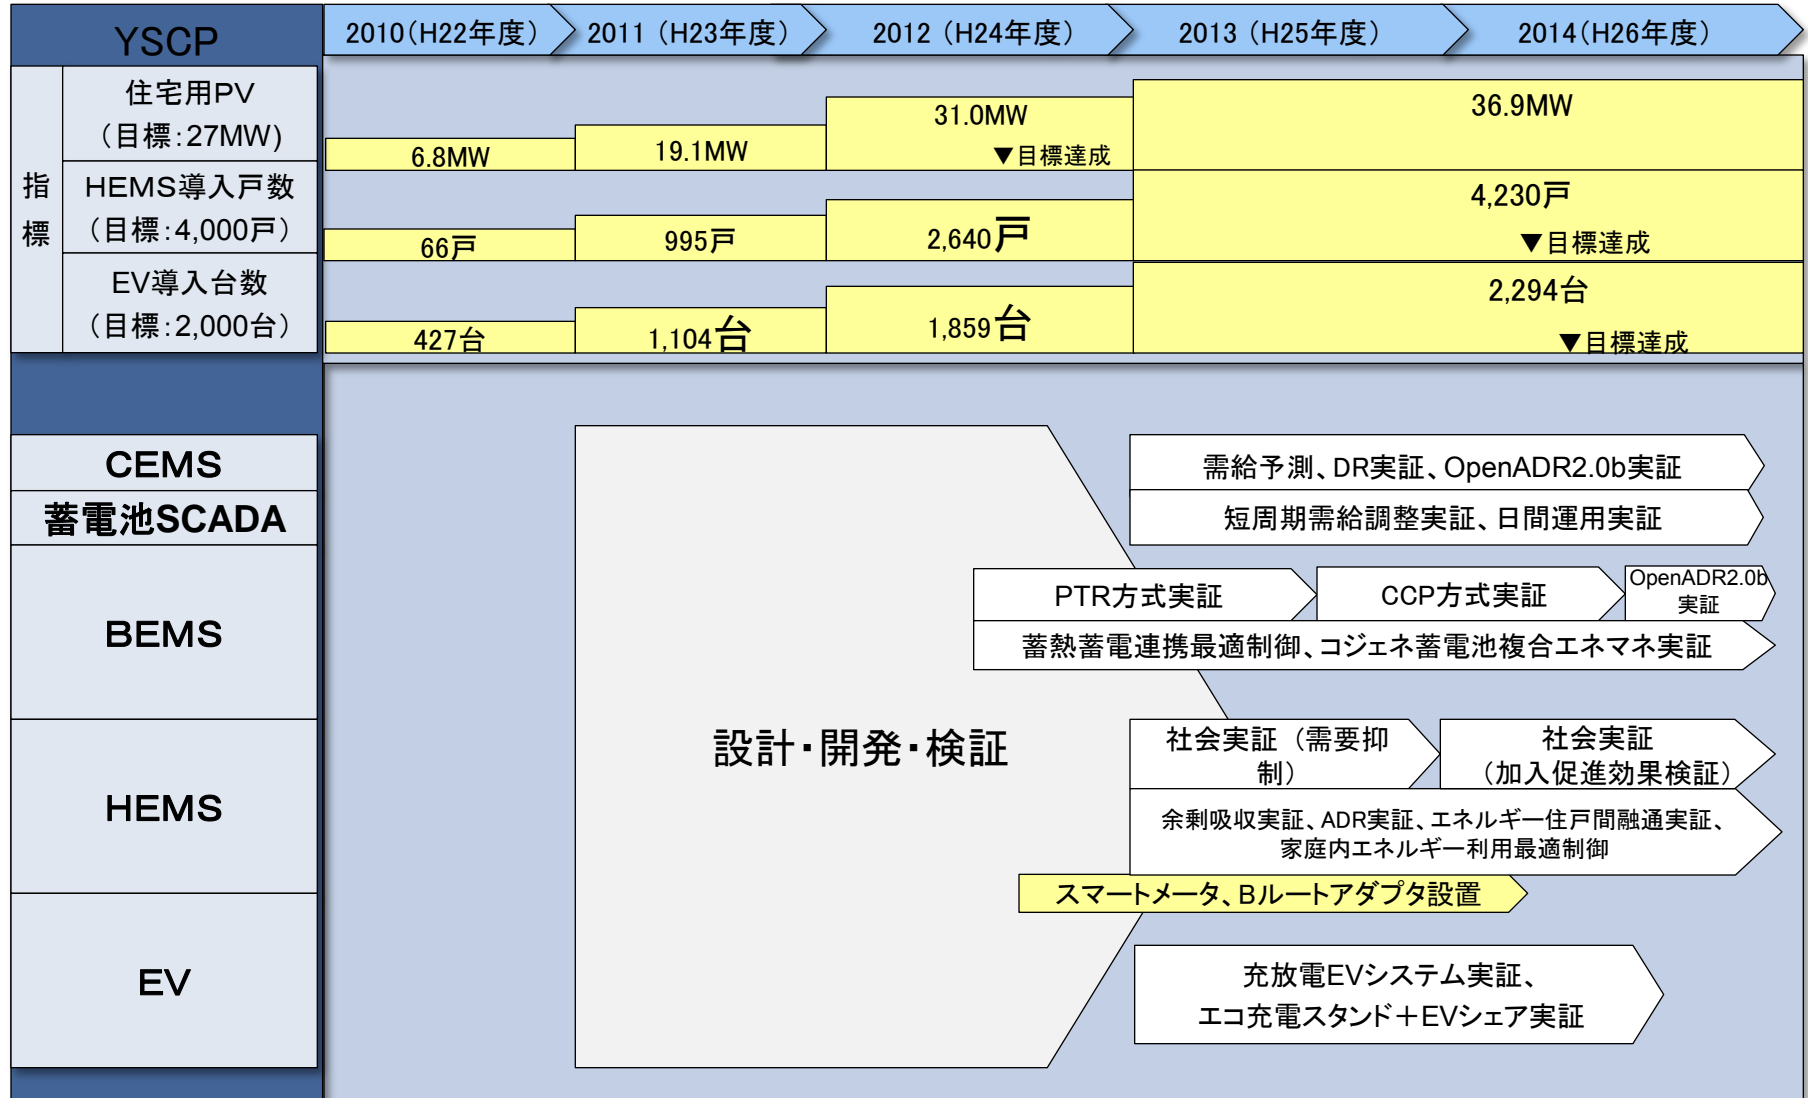 YSCP
2010(H22年度)
2011（H23年度）
2012（H24年度）
2013（H25年度）
2014(H26年度)
指標
住宅用PV
（目標：27MW)
6.8MW
19.1MW
31.0MW
▼目標達成
36.9MW
HEMS導入戸数
（目標：4,000戸）
66戸
995戸
2,640戸
4,230戸
▼目標達成
EV導入台数
（目標：2,000台）
427台
1,104台
1,859台
2,294台
▼目標達成
設計・開発・検証
CEMS
需給予測、DR実証、OpenADR2.0b実証
蓄電池SCADA
短周期需給調整実証、日間運用実証
BEMS
PTR方式実証
CCP方式実証
OpenADR2.0b
実証
蓄熱蓄電連携最適制御、コジェネ蓄電池複合エネマネ実証
HEMS
社会実証（需要抑
制）
社会実証
（加入促進効果検証）
余剰吸収実証、ADR実証、エネルギー住戸間融通実証、
家庭内エネルギー利用最適制御
スマートメータ、Bルートアダプタ設置
EV
充放電EVシステム実証、
エコ充電スタンド＋EVシェア実証